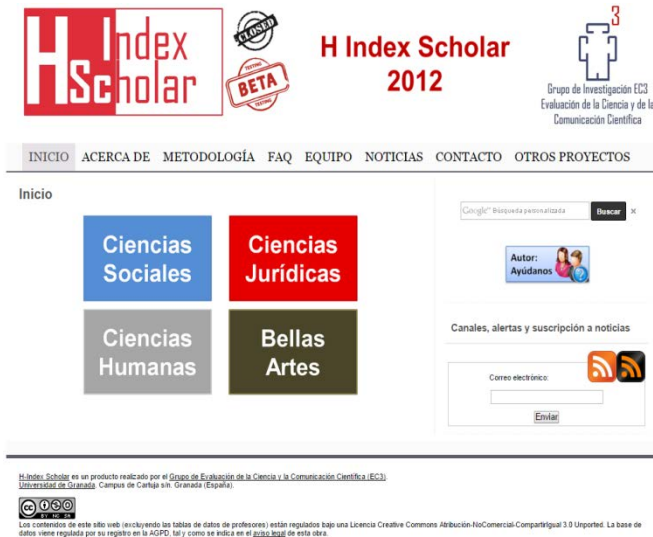 H Index
Scholar
CLOSED
TESTING
BETA
TESTING
H Index Scholar
2012
3
Grupo de Investigación EC3
Evaluación de la Ciencia y de la
Comunicación Científica
INICIO ACERCA DE METODOLOGÍA FAQ EQUIPO NOTICIAS CONTACTO OTROS PROYECTOS
Inicio
Ciencias
Sociales
Ciencias
Jurídicas
Ciencias
Humanas
Bellas
Artes
Google™ Búsqueda personalizada Buscar ×
Autor:
Ayúdanos
Canales, alertas y suscripción a noticias
Correo electrónico:
Enviar
H-Index Scholar es un producto realizado por el Grupo de Evaluación de la Ciencia y la Comunicación Científica (EC3).
Universidad de Granada. Campus de Cartuja s/n. Granada (España).
cc BY NC SA
Los contenidos de este sitio web (excluyendo las tablas de datos de profesores) están regulados bajo una Licencia Creative Commons Atribución-NoComercial-CompartirIgual 3.0 Unported. La base de
datos viene regulada por su registro en la AGPD, tal y como se indica en el aviso legal de esta obra.